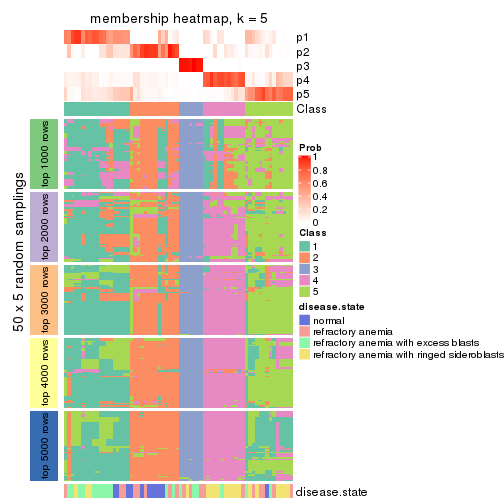 membership heatmap, k = 5
p1
p2
p3
p4
p5
Class
50 x 5 random samplings
top 1000 rows
top 2000 rows
top 3000 rows
top 4000 rows
top 5000 rows
Prob
1
0.8
0.6
0.4
0.2
0
Class
1
2
3
4
5
disease.state
normal
refractory anemia
refractory anemia with excess blasts
refractory anemia with ringed sideroblasts
disease.state